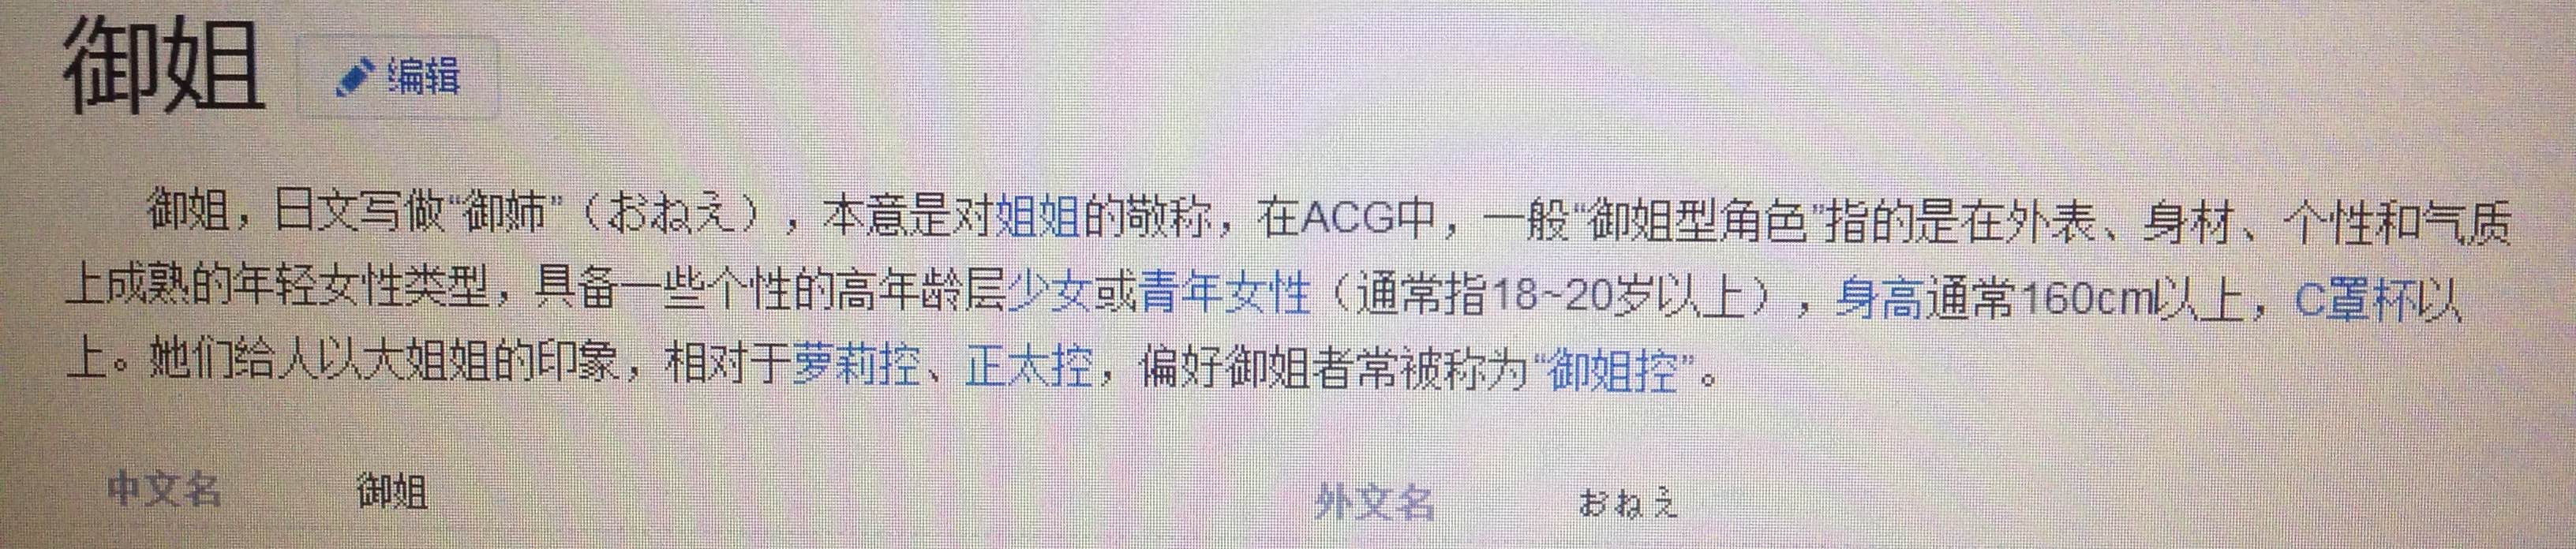 御姐 编辑
御姐，日文写做“御姉”（おねえ），本意是对姐姐的敬称，在ACG中，一般“御姐型角色”指的是在外表、身材、个性和气质
上成熟的年轻女性类型，具备一些个性的高年龄层少女或青年女性（通常指18~20岁以上），身高通常160cm以上，C罩杯以
上。她们给人以大姐姐的印象，相对于萝莉控、正太控，偏好御姐者常被称为“御姐控”。
中文名 御姐 外文名 おねえ